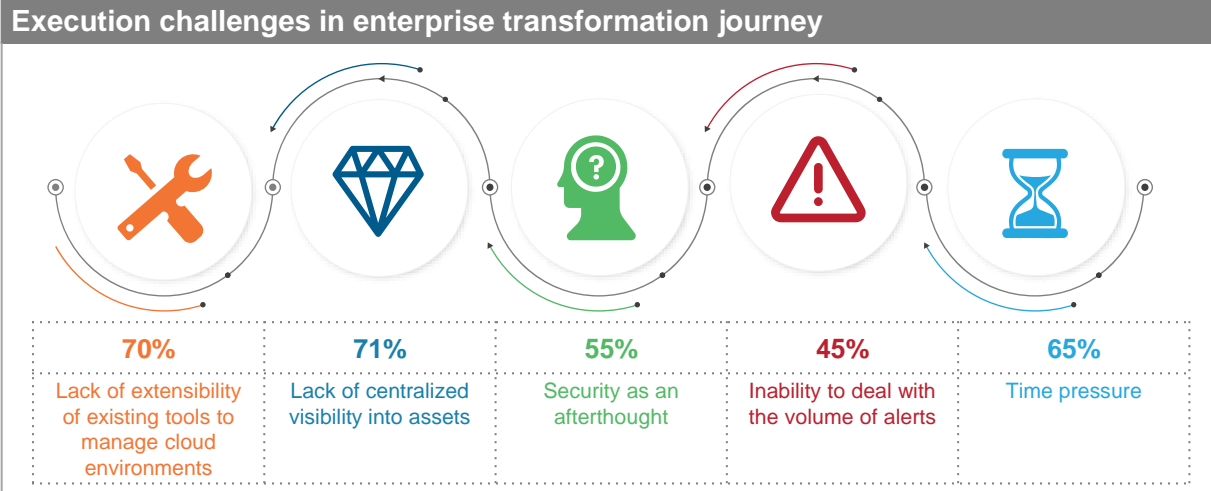 Execution challenges in enterprise transformation journey
?
70%
71%
55%
45%
65%
Lack of extensibility
of existing tools to
manage cloud
environments
Lack of centralized
visibility into assets
Security as an
afterthought
Inability to deal with
the volume of alerts
Time pressure